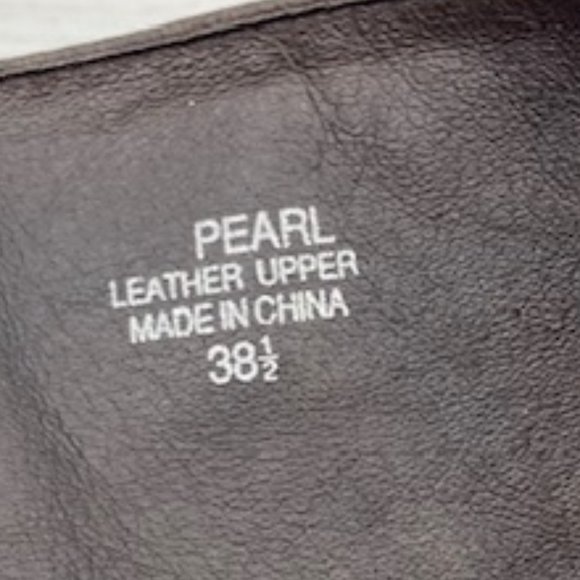 PEARL
LEATHER UPPER
MADE IN CHINA
38½